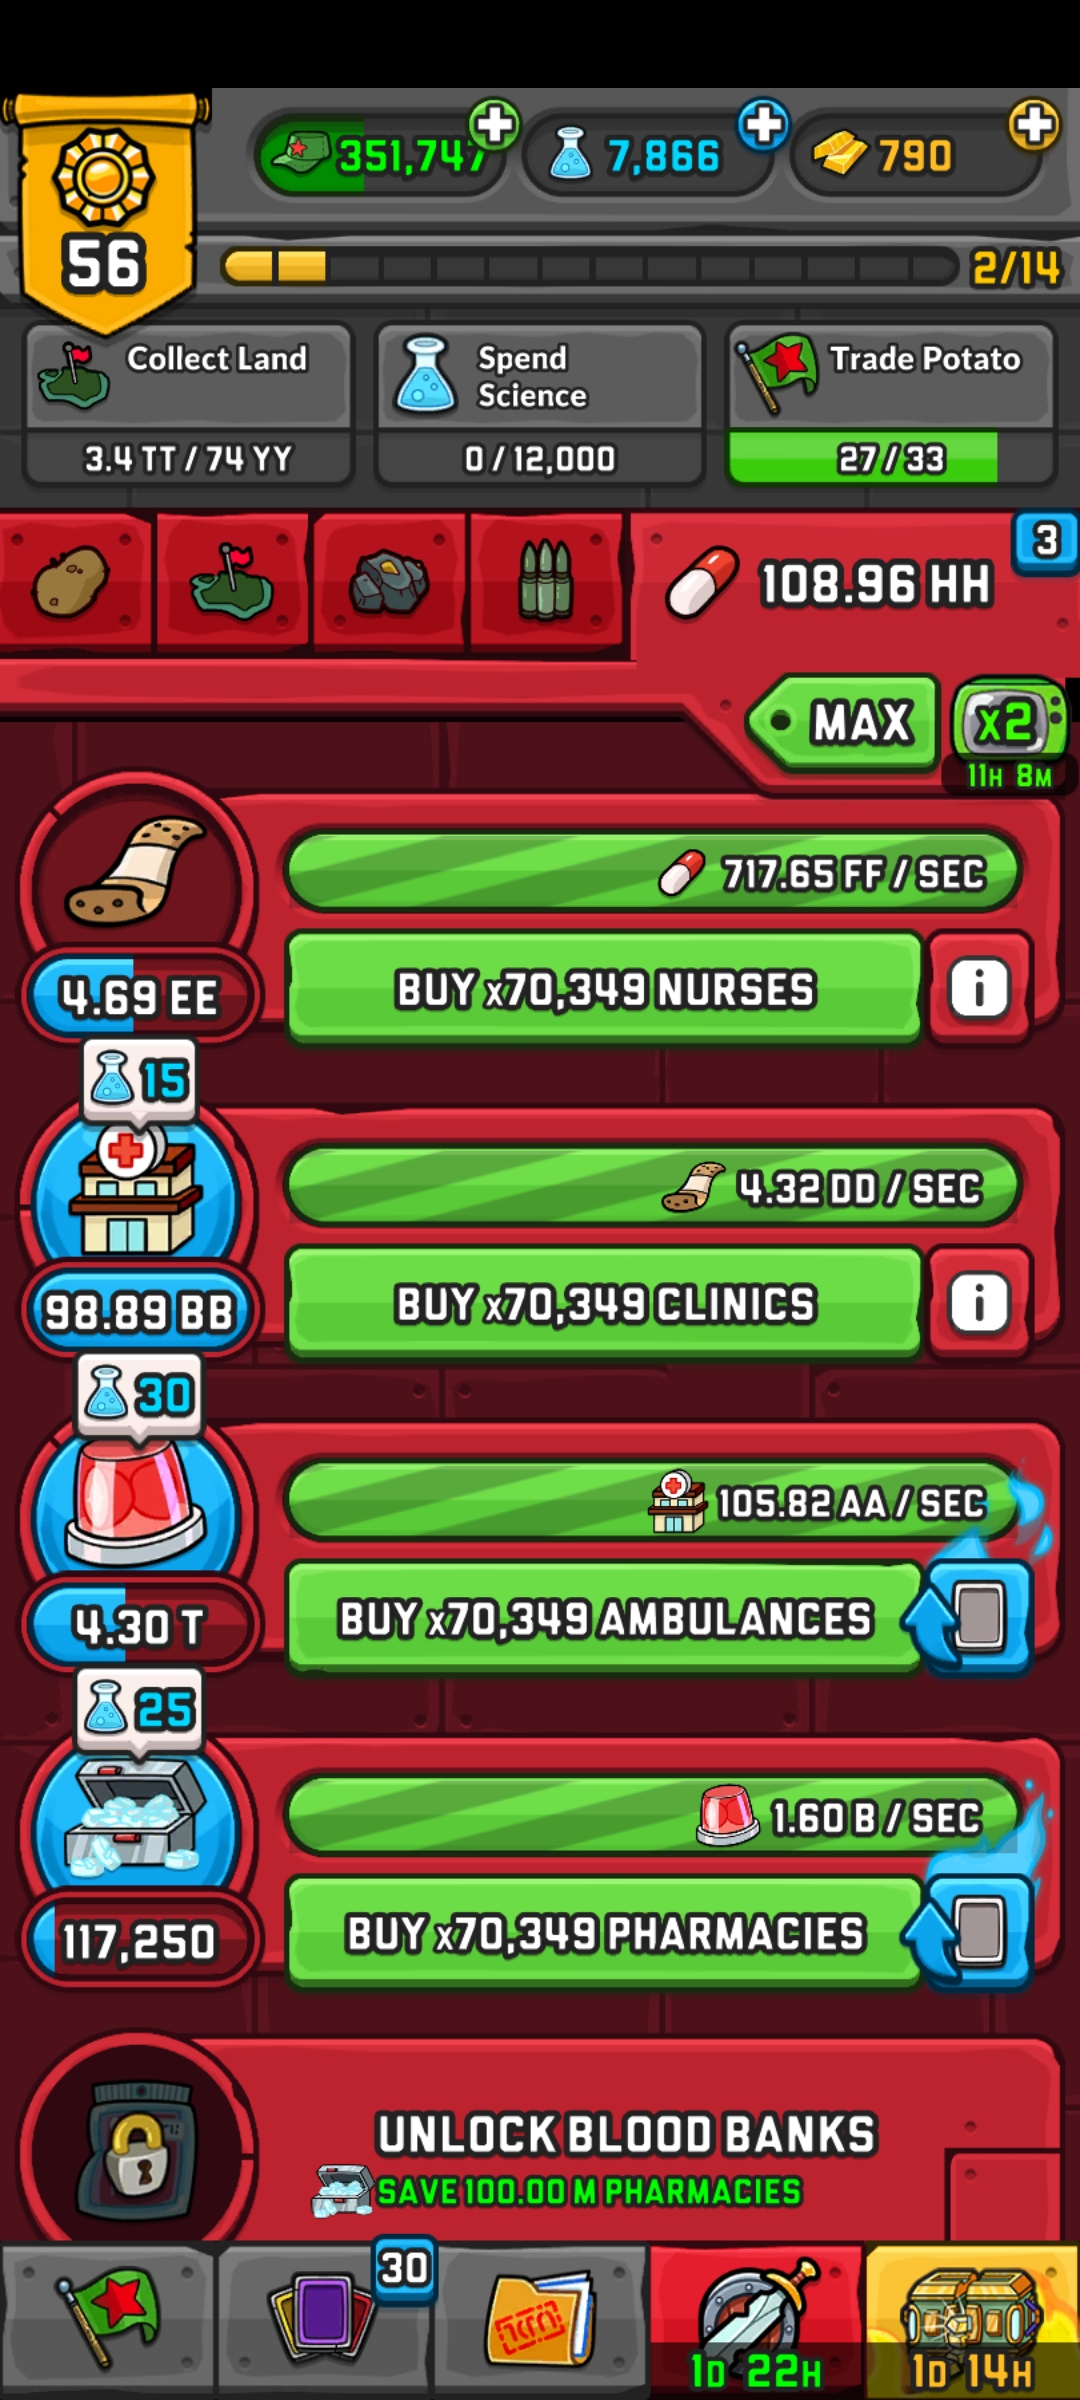 351,747
7,866
790
56
2/14
Collect Land
Spend
Science
Trade Potato
3.4 TT / 74 YY
0 / 12,000
27 / 33
108.96 HH
3
MAX
x2
11H 8M
717.65 FF / SEC
4.69 EE
BUY x70,349 NURSES
i
15
4.32 DD / SEC
98.89 BB
BUY x70,349 CLINICS
i
30
105.82 AA / SEC
4.30 T
BUY x70,349 AMBULANCES
25
1.60 B / SEC
117,250
BUY x70,349 PHARMACIES
UNLOCK BLOOD BANKS
SAVE 100.00 M PHARMACIES
30
1D 22H
1D 14H